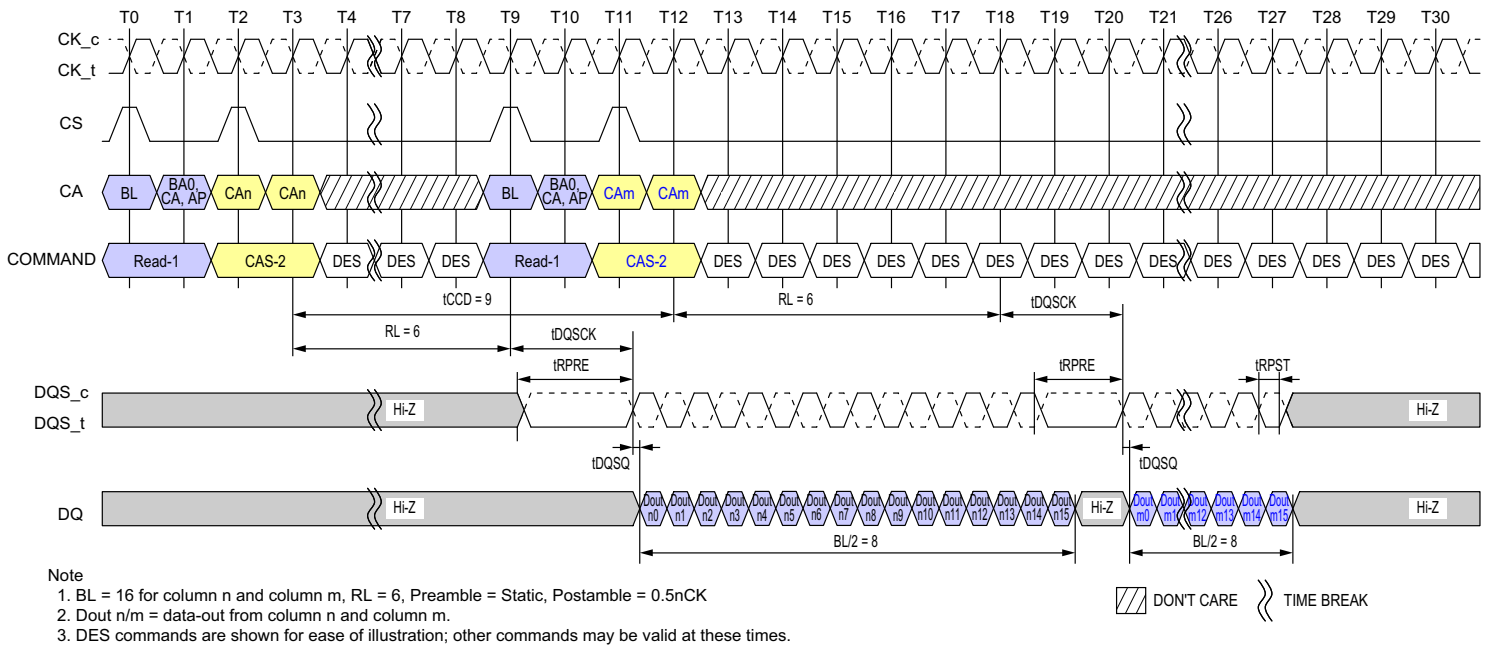 T0 T1 T2 T3 T4 T7 T8 T9 T10 T11 T12 T13 T14 T15 T16 T17 T18 T19 T20 T21 T26 T27 T28 T29 T30
CK_c
CK_t
CS
CA BL BA0, CA, AP CAn CAn BL BA0, CA, AP CAm CAm
COMMAND Read-1 CAS-2 DES DES DES Read-1 CAS-2 DES DES DES DES DES DES DES DES DES DES DES DES DES DES
tCCD = 9 RL = 6 tDQSCK
RL = 6 tDQSCK
tRPRE tRPRE tRPST
DQS_c
DQS_t
Hi-Z Hi-Z
tDQSQ tDQSQ
DQ Hi-Z Dout n0 Dout n1 Dout n2 Dout n3 Dout n4 Dout n5 Dout n6 Dout n7 Dout n8 Dout n9 Dout n10 Dout n11 Dout n12 Dout n13 Dout n14 Dout n15 Hi-Z Dout m0 Dout m1 Dout m12 Dout m13 Dout m14 Dout m15 Hi-Z
BL/2 = 8 BL/2 = 8
Note
1. BL = 16 for column n and column m, RL = 6, Preamble = Static, Postamble = 0.5nCK
2. Dout n/m = data-out from column n and column m.
3. DES commands are shown for ease of illustration; other commands may be valid at these times.
DON'T CARE TIME BREAK